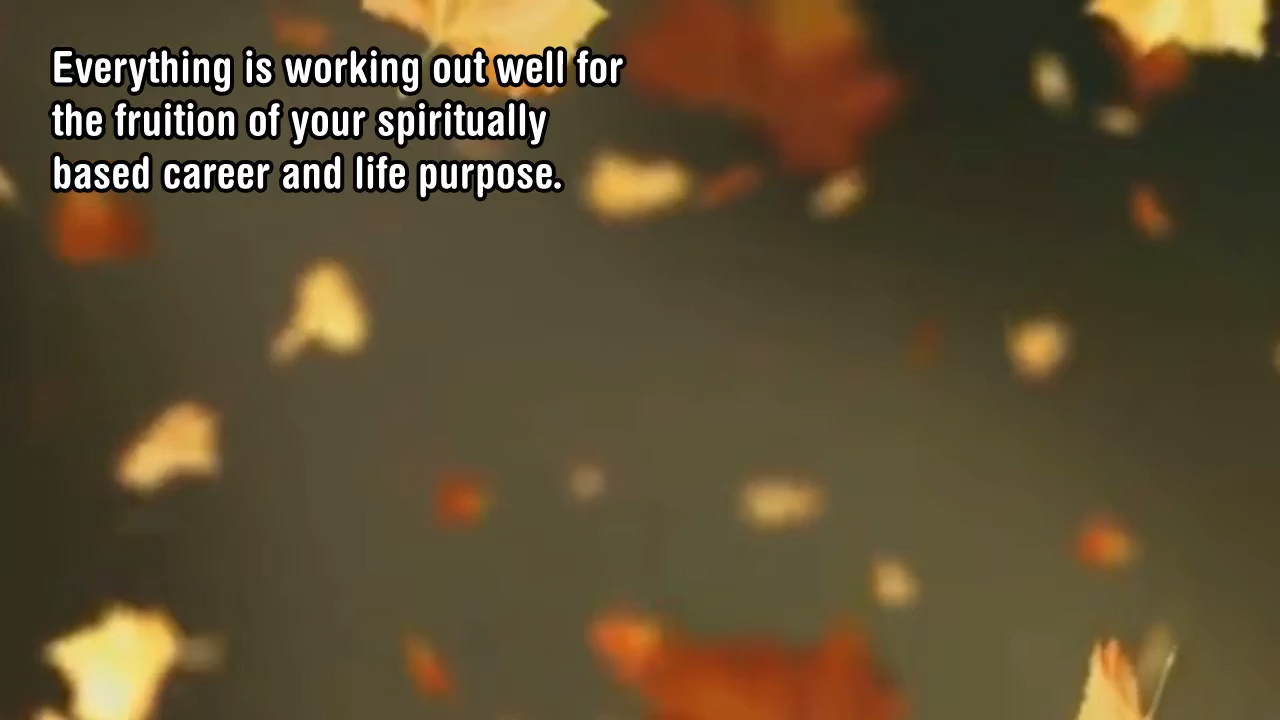 Everything is working out well for
the fruition of your spiritually
based career and life purpose.